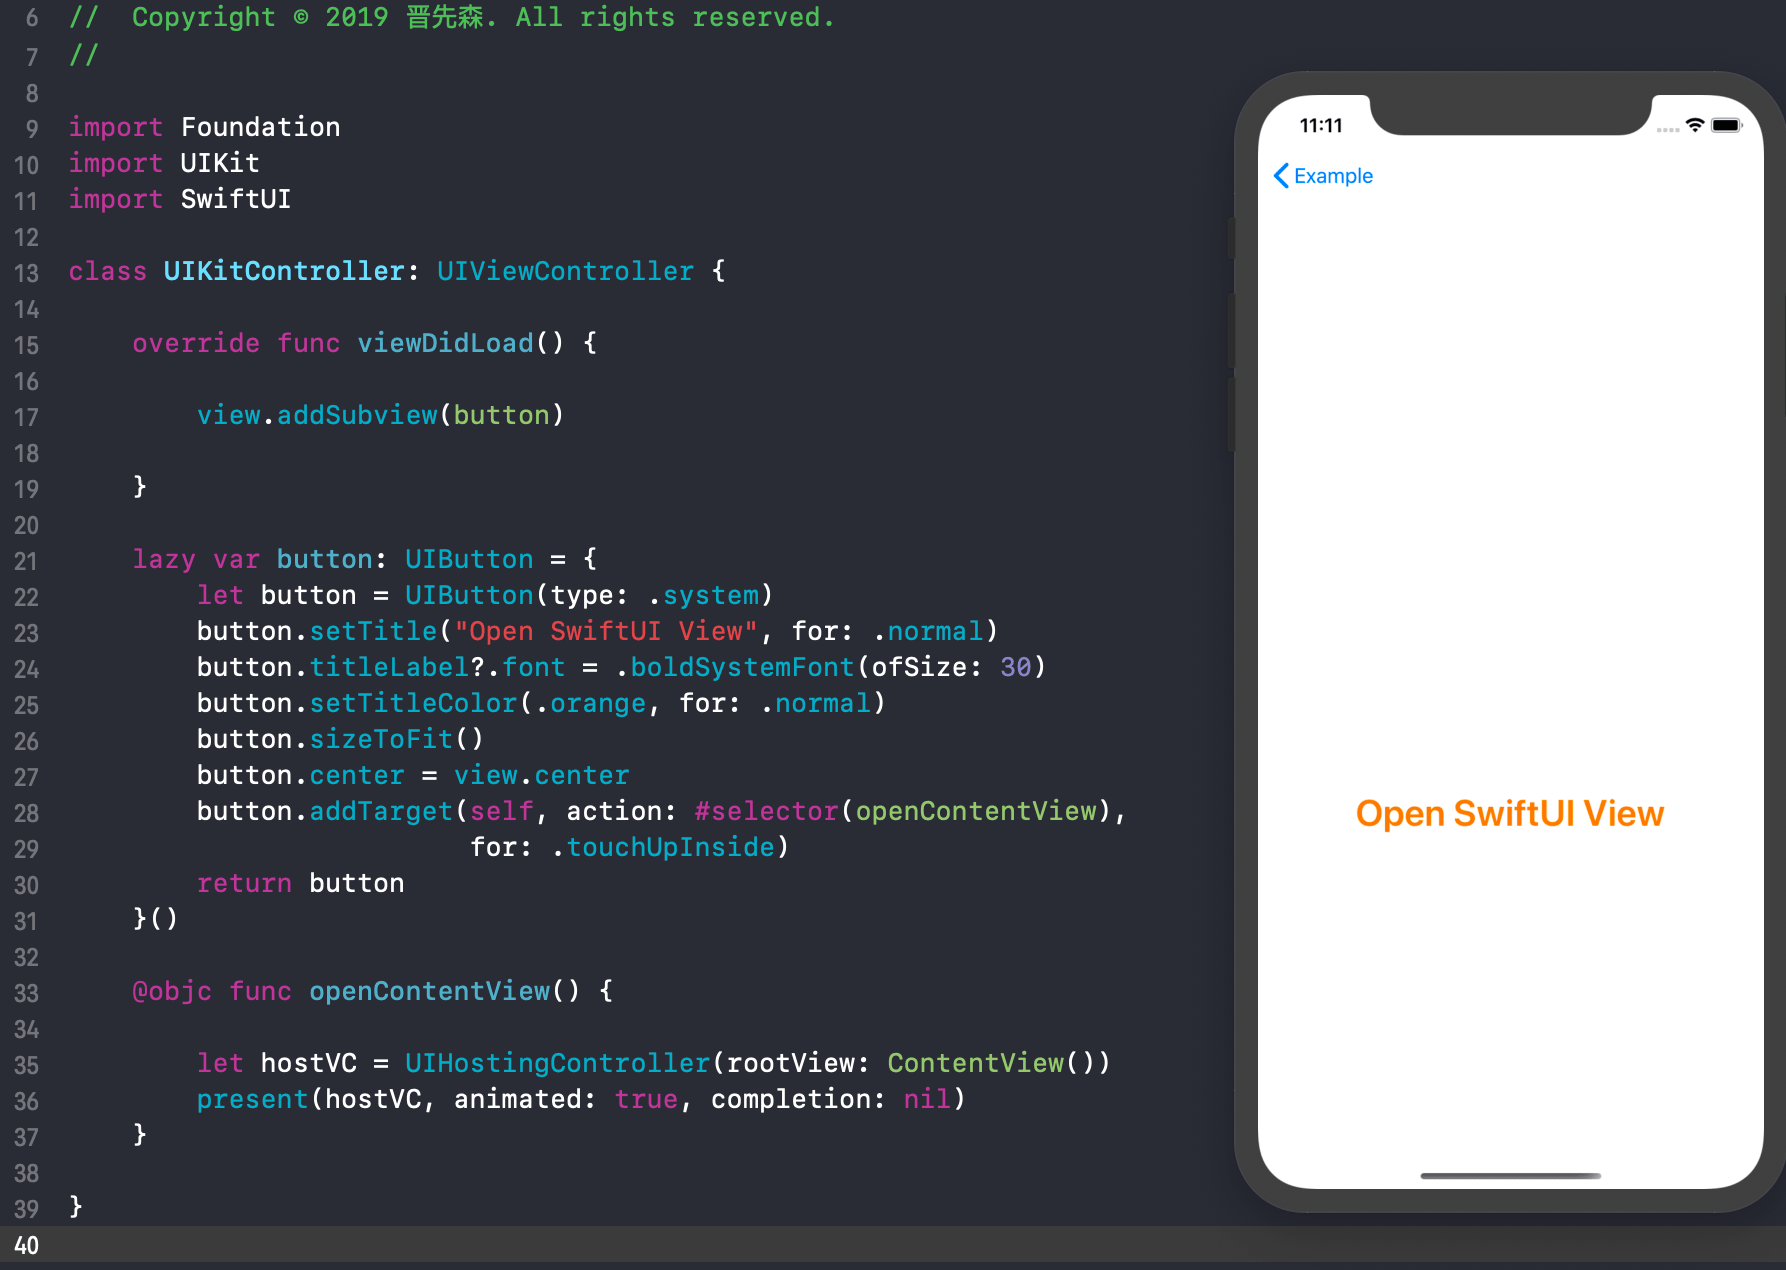 6 //  Copyright © 2019 晋先森. All rights reserved.
7 //
8
9 import Foundation
10 import UIKit
11 import SwiftUI
12
13 class UIKitController: UIViewController {
14
15     override func viewDidLoad() {
16
17         view.addSubview(button)
18
19     }
20
21     lazy var button: UIButton = {
22         let button = UIButton(type: .system)
23         button.setTitle("Open SwiftUI View", for: .normal)
24         button.titleLabel?.font = .boldSystemFont(ofSize: 30)
25         button.setTitleColor(.orange, for: .normal)
26         button.sizeToFit()
27         button.center = view.center
28         button.addTarget(self, action: #selector(openContentView),
29                          for: .touchUpInside)
30         return button
31     }()
32
33     @objc func openContentView() {
34
35         let hostVC = UIHostingController(rootView: ContentView())
36         present(hostVC, animated: true, completion: nil)
37     }
38
39 }
40
11:11
Example
Open SwiftUI View